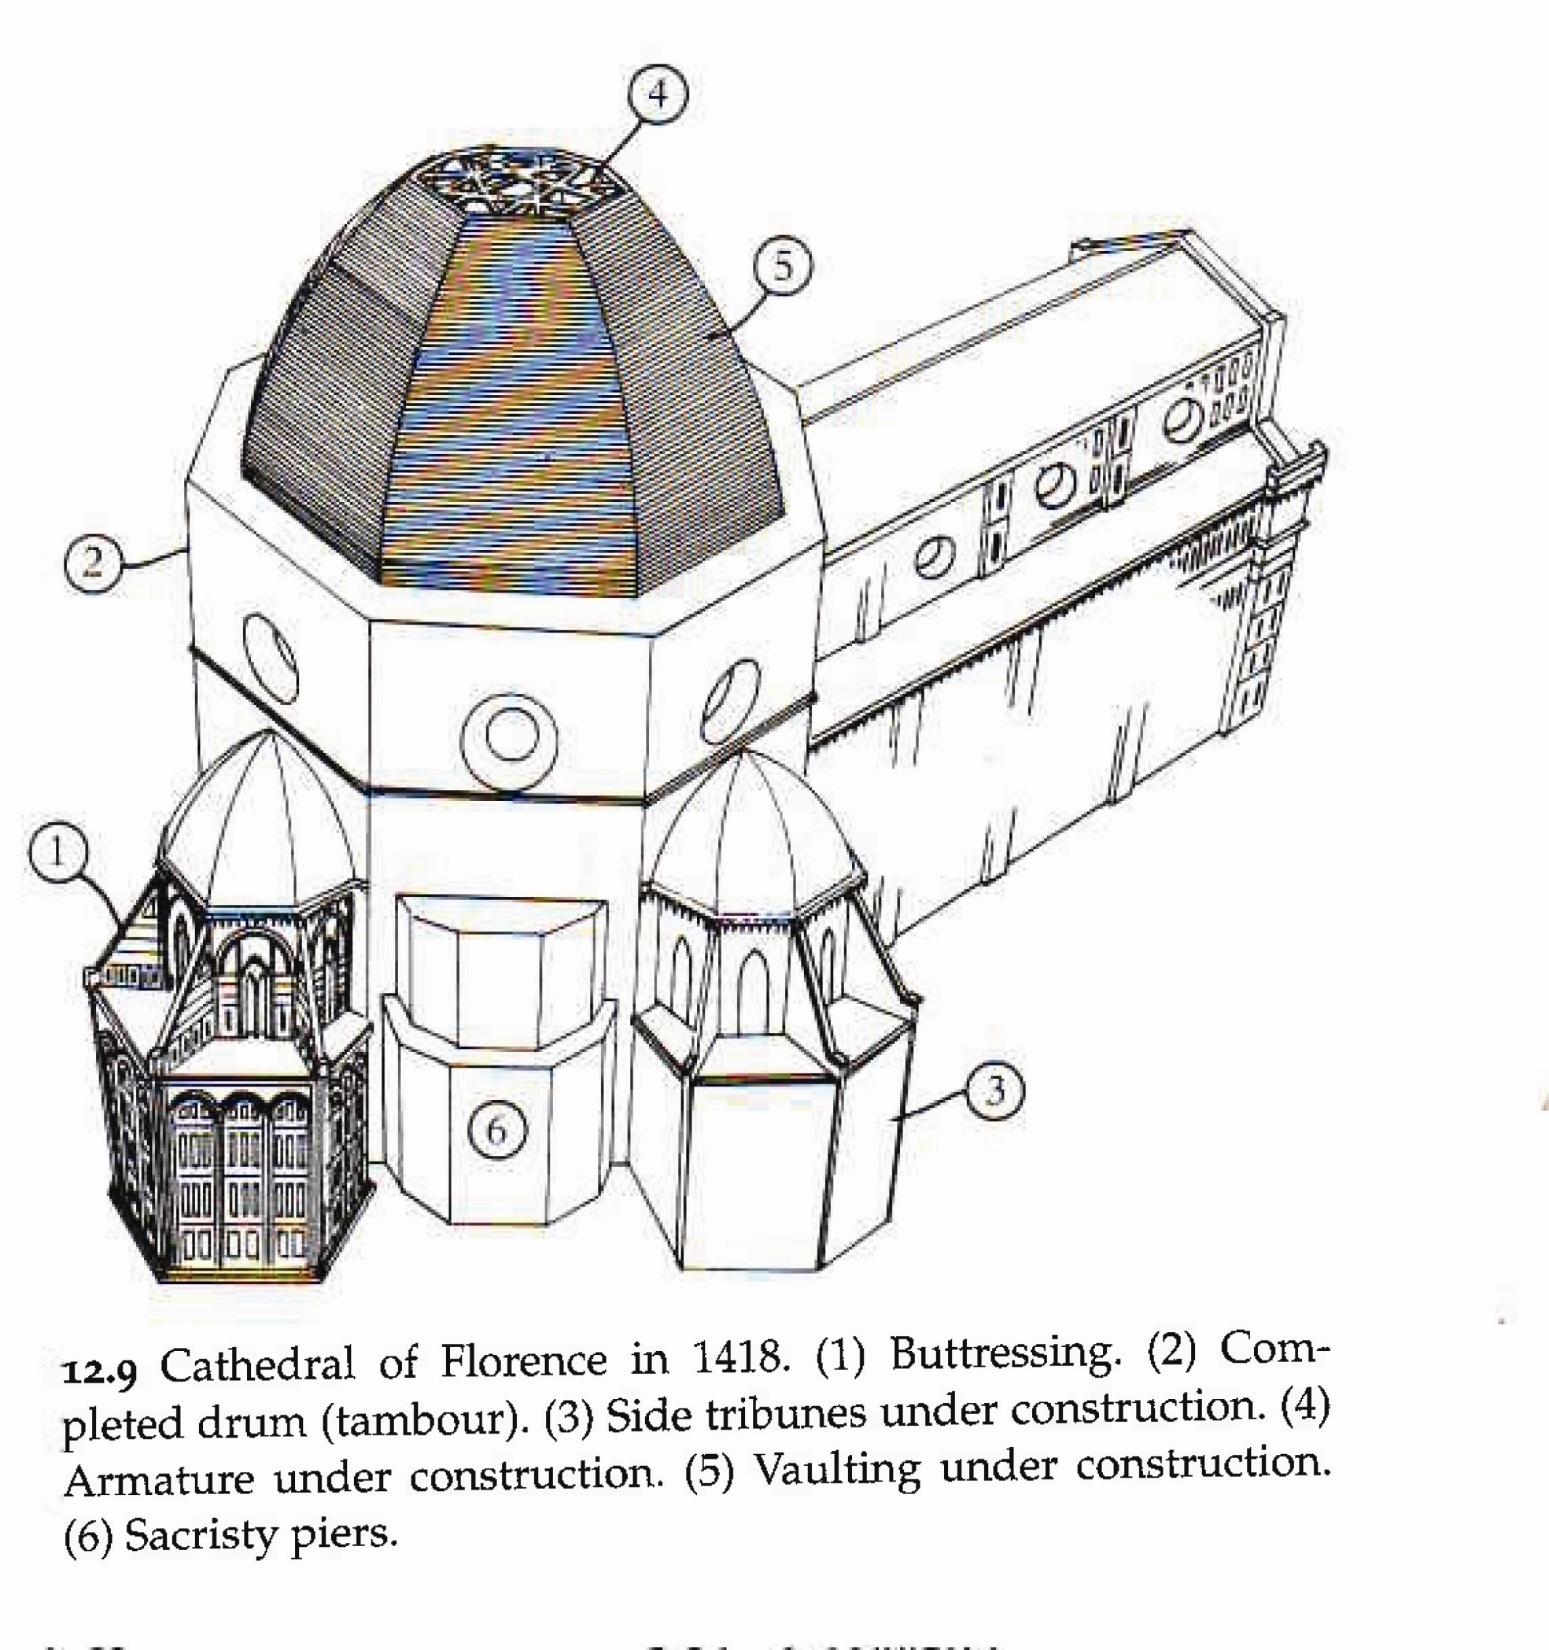 4
5
2
1
3
6
12.9 Cathedral of Florence in 1418. (1) Buttressing. (2) Com-
pleted drum (tambour). (3) Side tribunes under construction. (4)
Armature under construction. (5) Vaulting under construction.
(6) Sacristy piers.